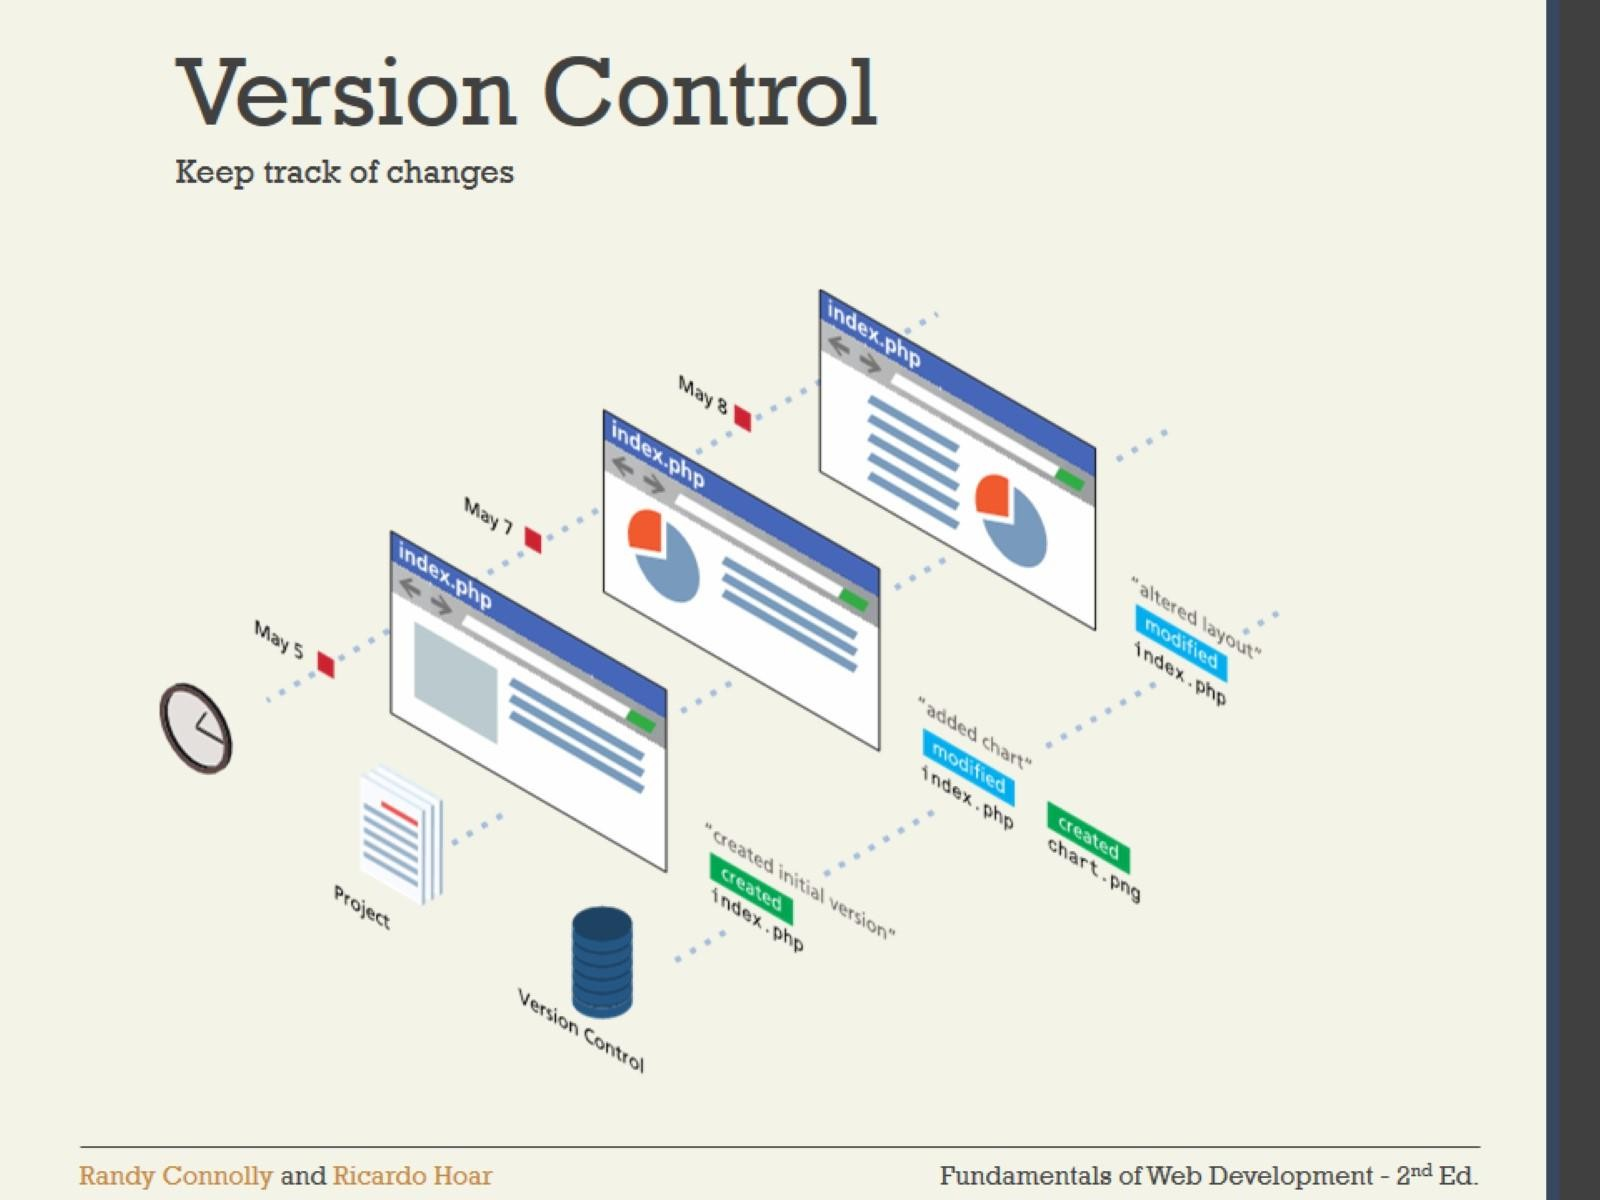 Version Control
Keep track of changes
index.php
May 8
index.php
May 7
index.php
May 5
“altered layout”
modified
index.php
“added chart”
modified
index.php
created
chart.png
“created initial version”
created
index.php
Project
Version Control
Randy Connolly and Ricardo Hoar
Fundamentals of Web Development - 2nd Ed.